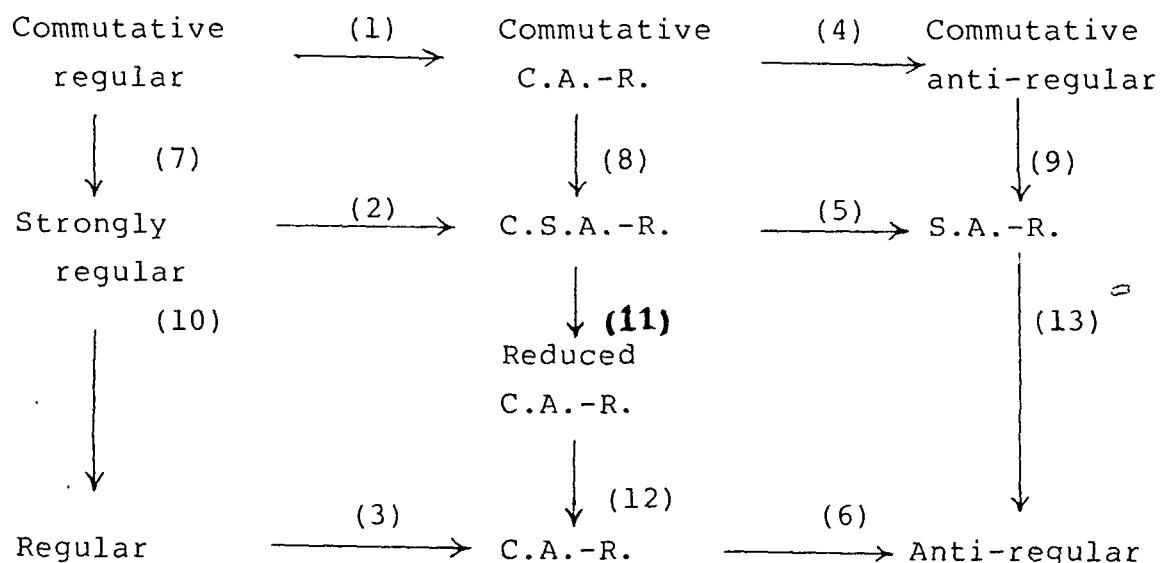 Commutative (1) Commutative (4) Commutative
regular C.A.-R. anti-regular
(7) (8) (9)
Strongly (2) C.S.A.-R. (5) S.A.-R.
regular
(10) (11) (13)
Reduced
C.A.-R.
(3) (12) (6)
Regular C.A.-R. Anti-regular